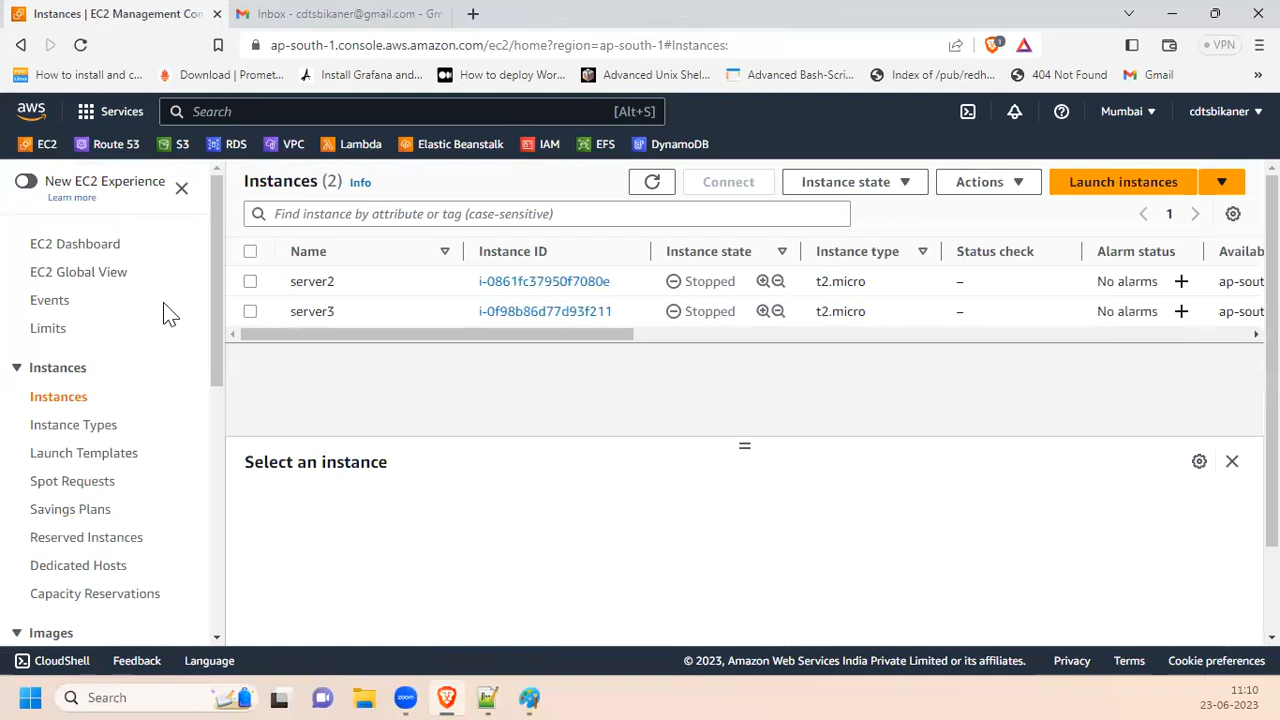 Instances | EC2 Management Con
Inbox - cdtsbikaner@gmail.com - Gm
ap-south-1.console.aws.amazon.com/ec2/home?region=ap-south-1#Instances:
1
VPN
How to install and c...
Download | Promet...
Install Grafana and...
How to deploy Wor...
Advanced Unix Shel...
Advanced Bash-Scri...
Index of /pub/redh...
404 Not Found
Gmail
aws
Services
Search
[Alt+S]
Mumbai
cdtsbikaner
EC2
Route 53
S3
RDS
VPC
Lambda
Elastic Beanstalk
IAM
EFS
DynamoDB
New EC2 Experience
Learn more
EC2 Dashboard
EC2 Global View
Events
Limits
Instances
Instances
Instance Types
Launch Templates
Spot Requests
Savings Plans
Reserved Instances
Dedicated Hosts
Capacity Reservations
Images
Instances (2) Info
Connect
Instance state
Actions
Launch instances
Find instance by attribute or tag (case-sensitive)
1
Name Instance ID Instance state Instance type Status check Alarm status Availab
server2 i-0861fc37950f7080e Stopped t2.micro – No alarms + ap-sout
server3 i-0f98b86d77d93f211 Stopped t2.micro – No alarms + ap-sout
Select an instance
CloudShell
Feedback
Language
© 2023, Amazon Web Services India Private Limited or its affiliates.
Privacy
Terms
Cookie preferences
Search
zoom
11:10
23-06-2023